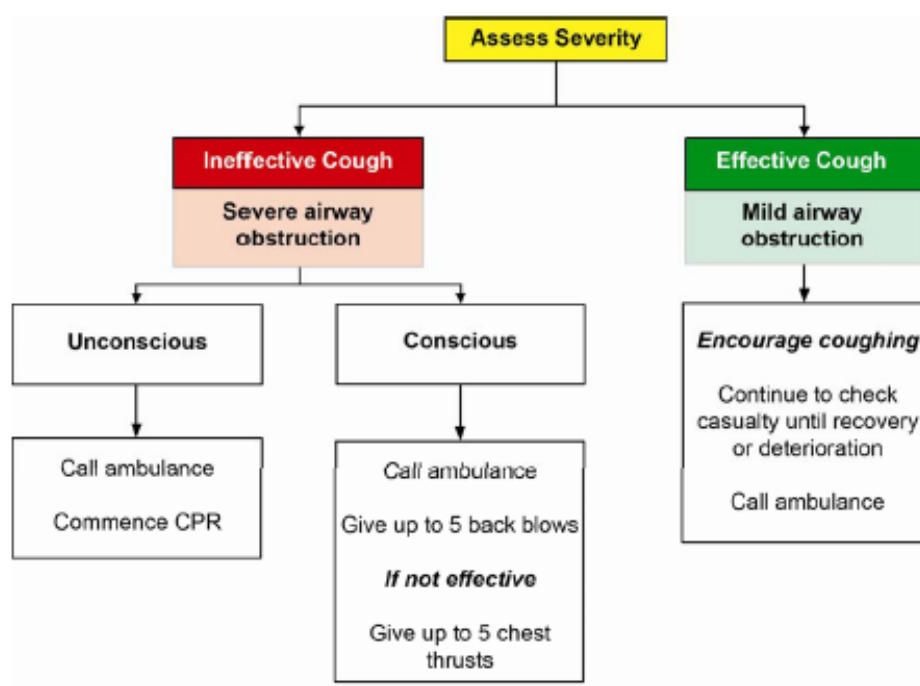 Assess Severity
Ineffective Cough
Severe airway
obstruction
Unconscious
Call ambulance
Commence CPR
Conscious
Call ambulance
Give up to 5 back blows
If not effective
Give up to 5 chest
thrusts
Effective Cough
Mild airway
obstruction
Encourage coughing
Continue to check
casualty until recovery
or deterioration
Call ambulance